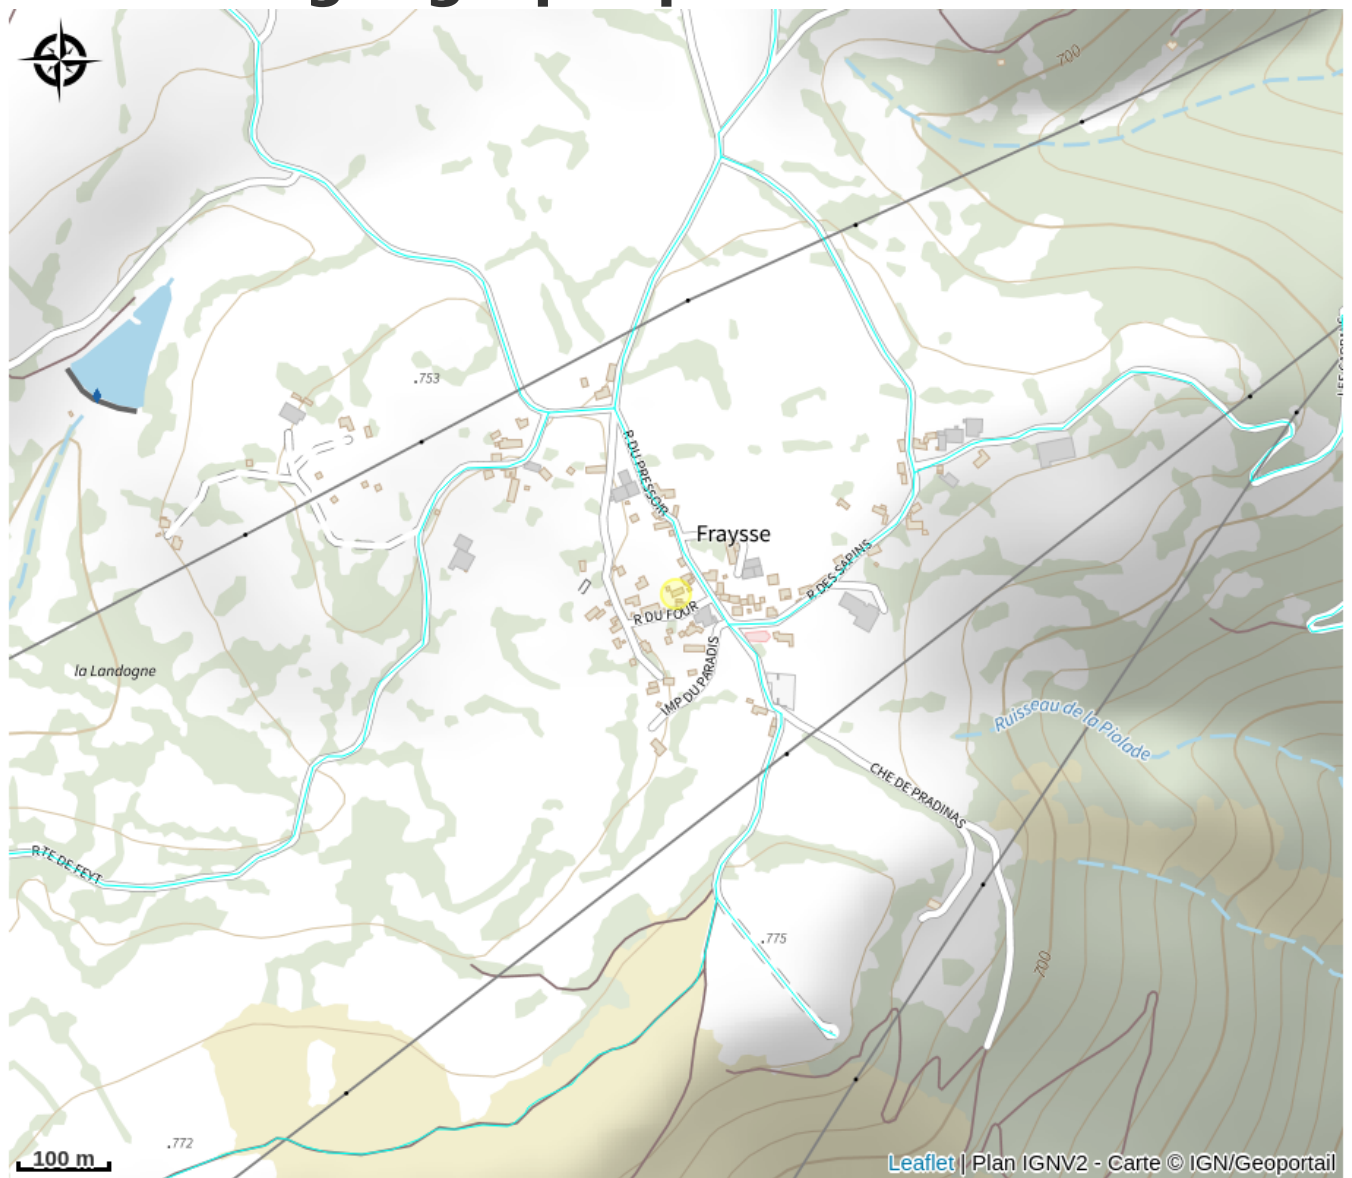 700
.753
R DU PRESSOIR
Fraysse
R DES SAPINS
R DU FOUR
IMP DU PARADIS
la Landogne
Ruisseau de la Piolade
CHE DE PRADINAS
RTE DE FEYT
.775
700
.772
100 m
Leaflet | Plan IGNV2 - Carte © IGN/Geoportail